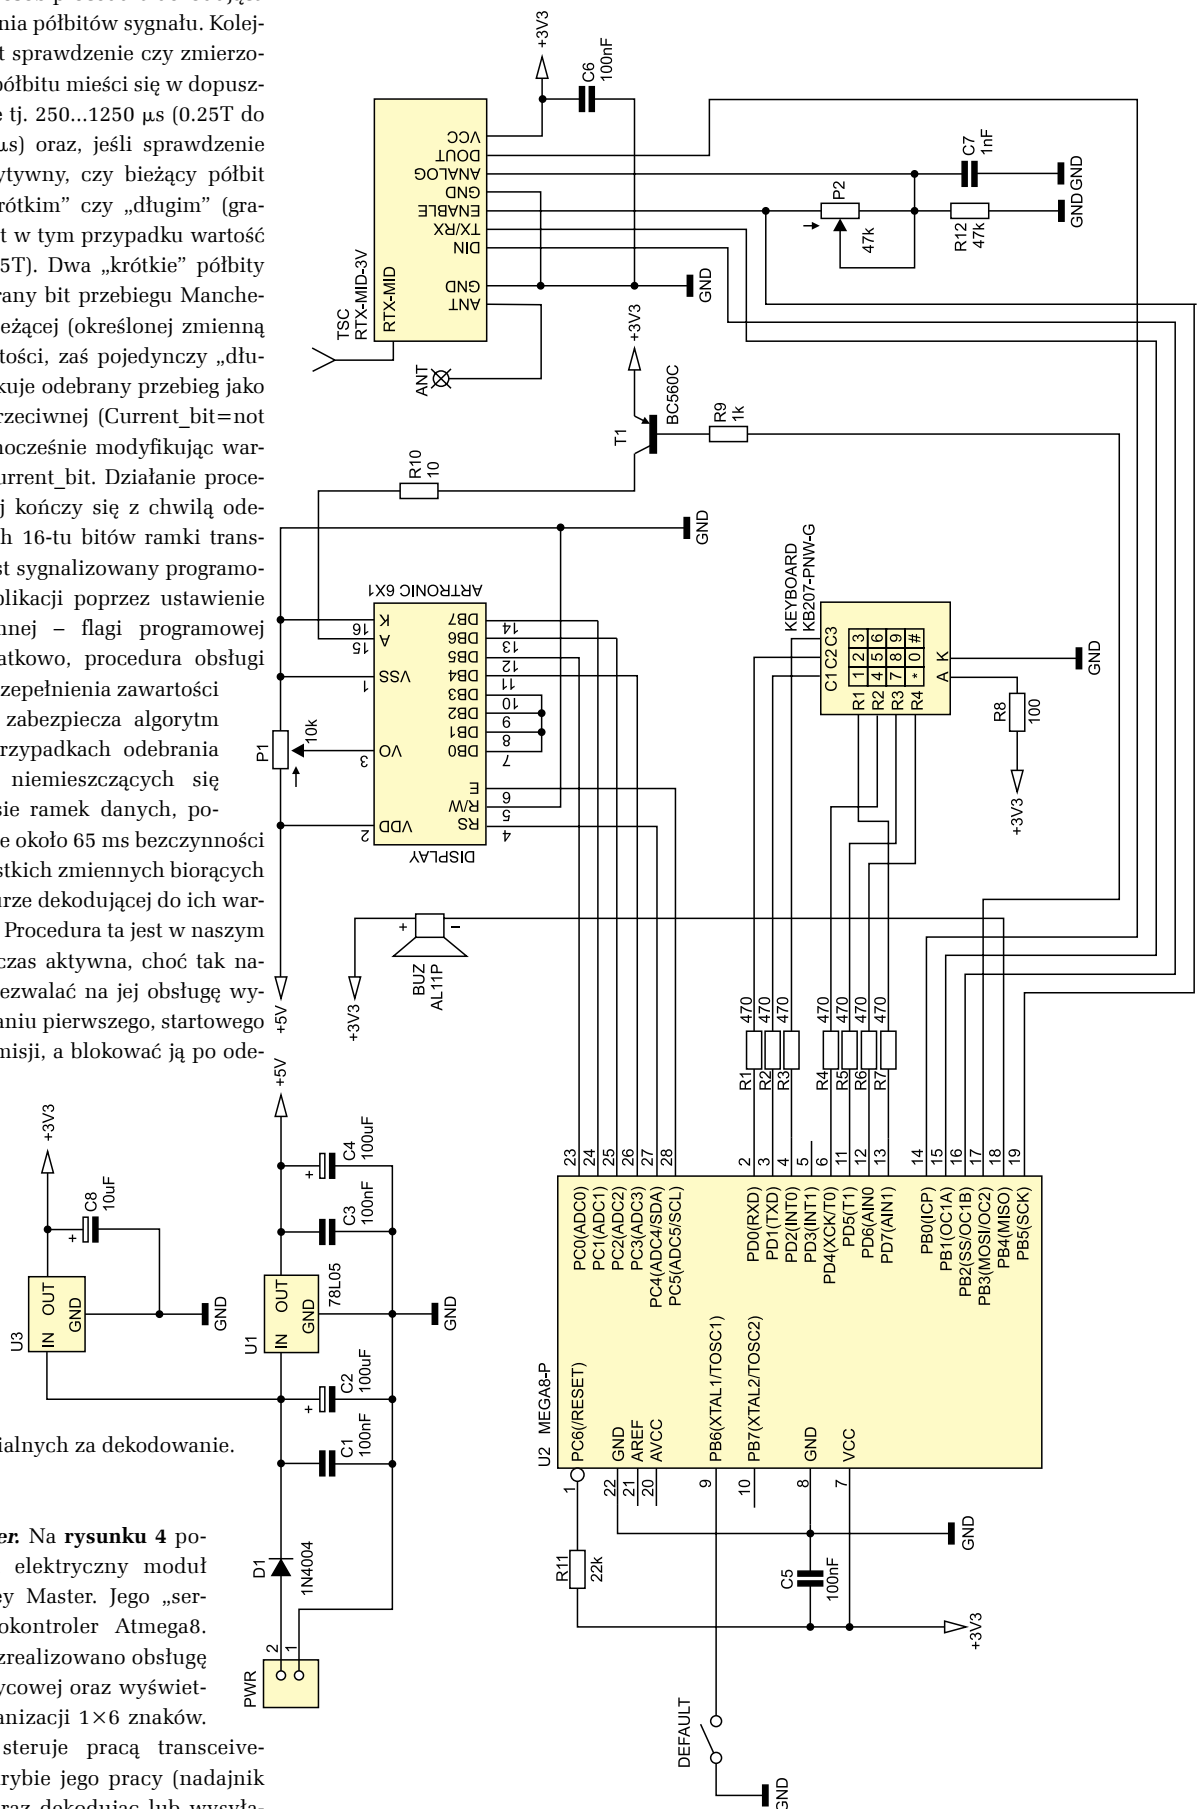 nia półbitów sygnału. Kolej-
t sprawdzenie czy zmierzo-
półbitu mieści się w dopusz-
e tj. 250...1250 μs (0.25T do
μs) oraz, jeśli sprawdzenie
ytywny, czy bieżący półbit
rótkim” czy „długim” (gra-
t w tym przypadku wartość
5T). Dwa „krótkie” półbity
rany bit przebiegu Manche-
eżącej (określonej zmienną
tości, zaś pojedynczy „dłu-
kuje odebrany przebieg jako
rzeciwnej (Current_bit=not
nocześnie modyfikując war-
urrent_bit. Działanie proce-
j kończy się z chwilą ode-
h 16-tu bitów ramki trans-
st sygnalizowany programo-
plikacji poprzez ustawienie
nnej – flagi programowej
atkowo, procedura obsługi
zepełnienia zawartości
zabezpiecza algorytm
rzypadkach odebrania
niemieszczących się
sie ramek danych, po-
e około 65 ms bezczynności
stkich zmiennych biorących
urze dekodującej do ich war-
Procedura ta jest w naszym
czas aktywna, choć tak na-
ezwalać na jej obsługę wy-
aniu pierwszego, startowego
misji, a blokować ją po ode-
ialnych za dekodowanie.
er. Na rysunku 4 po-
elektryczny moduł
ey Master. Jego „ser-
okontroler Atmega8.
zrealizowano obsługę
ycowej oraz wyświet-
anizacji 1×6 znaków.
steruje pracą transceive-
rybie jego pracy (nadajnik
raz dekodując lub wysyła-
TSC
RTX-MID-3V
RTX-MID
VCC
DOUT
ANALOG
GND
ENABLE
TX/RX
DIN
GND
ANT
ANT
+3V3
C6
100nF
C7
1nF
GND
GND
P2
47k
R12
47k
GND
+3V3
T1
BC560C
R9
1k
R10
10
GND
ARTRONIC 6X1
DISPLAY
K
A
VSS
VO
VDD
16
15
1
3
2
DB7
DB6
DB5
DB4
DB3
DB2
DB1
DB0
E
R/W
RS
14
13
12
11
10
9
8
7
6
5
4
P1
10k
+5V
KEYBOARD
KB207-PNW-G
C1 C2 C3
R1
R2
R3
R4
1 2 3
4 5 6
7 8 9
* 0 #
A K
GND
R8
100
+3V3
+3V3
BUZ
AL11P
+ –
R1 470
R2 470
R3 470
R4 470
R5 470
R6 470
R7 470
+3V3
C8
10uF
+
U3
IN OUT
GND
GND
+5V
C4
100uF
+
C3
100nF
U1
78L05
IN OUT
GND
GND
C2
100uF
+
C1
100nF
D1
1N4004
PWR
2
1
U2 MEGA8-P
23 PC0(ADC0)
24 PC1(ADC1)
25 PC2(ADC2)
26 PC3(ADC3)
27 PC4(ADC4/SDA)
28 PC5(ADC5/SCL)
2 PD0(RXD)
3 PD1(TXD)
4 PD2(INT0)
5 PD3(INT1)
6 PD4(XCK/T0)
11 PD5(T1)
12 PD6(AIN0
13 PD7(AIN1)
14 PB0(ICP)
15 PB1(OC1A)
16 PB2(SS/OC1B)
17 PB3(MOSI/OC2)
18 PB4(MISO)
19 PB5(SCK)
1 PC6(/RESET)
22 GND
21 AREF
20 AVCC
9 PB6(XTAL1/TOSC1)
10 PB7(XTAL2/TOSC2)
8 GND
7 VCC
R11
22k
C5
100nF
GND
+3V3
DEFAULT
GND